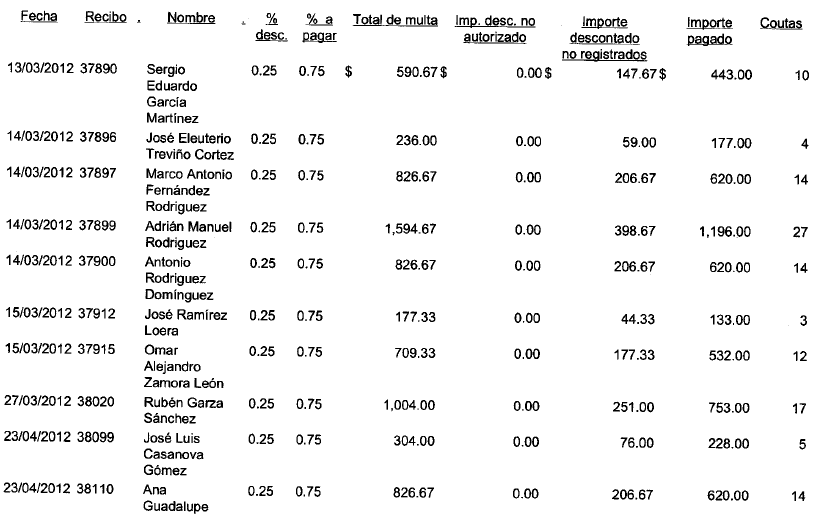 Fecha Recibo . Nombre . % desc. % a pagar Total de multa Imp. desc. no autorizado Importe descontado no registrados Importe pagado Coutas
13/03/2012 37890 Sergio 0.25 0.75 $ 590.67 $ 0.00 $ 147.67 $ 443.00 10
Eduardo
García
Martínez
14/03/2012 37896 José Eleuterio 0.25 0.75 236.00 0.00 59.00 177.00 4
Treviño Cortez
14/03/2012 37897 Marco Antonio 0.25 0.75 826.67 0.00 206.67 620.00 14
Fernández
Rodriguez
14/03/2012 37899 Adrián Manuel 0.25 0.75 1,594.67 0.00 398.67 1,196.00 27
Rodriguez
14/03/2012 37900 Antonio 0.25 0.75 826.67 0.00 206.67 620.00 14
Rodriguez
Domínguez
15/03/2012 37912 José Ramírez 0.25 0.75 177.33 0.00 44.33 133.00 3
Loera
15/03/2012 37915 Omar 0.25 0.75 709.33 0.00 177.33 532.00 12
Alejandro
Zamora León
27/03/2012 38020 Rubén Garza 0.25 0.75 1,004.00 0.00 251.00 753.00 17
Sánchez
23/04/2012 38099 José Luis 0.25 0.75 304.00 0.00 76.00 228.00 5
Casanova
Gómez
23/04/2012 38110 Ana 0.25 0.75 826.67 0.00 206.67 620.00 14
Guadalupe